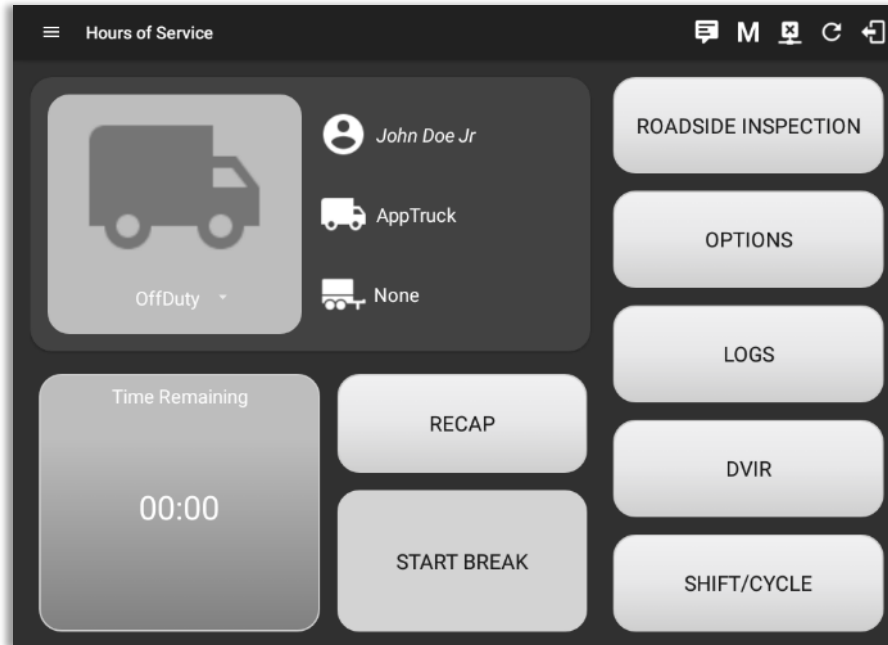 Hours of Service
M
John Doe Jr
AppTruck
None
OffDuty
Time Remaining
00:00
RECAP
START BREAK
ROADSIDE INSPECTION
OPTIONS
LOGS
DVIR
SHIFT/CYCLE